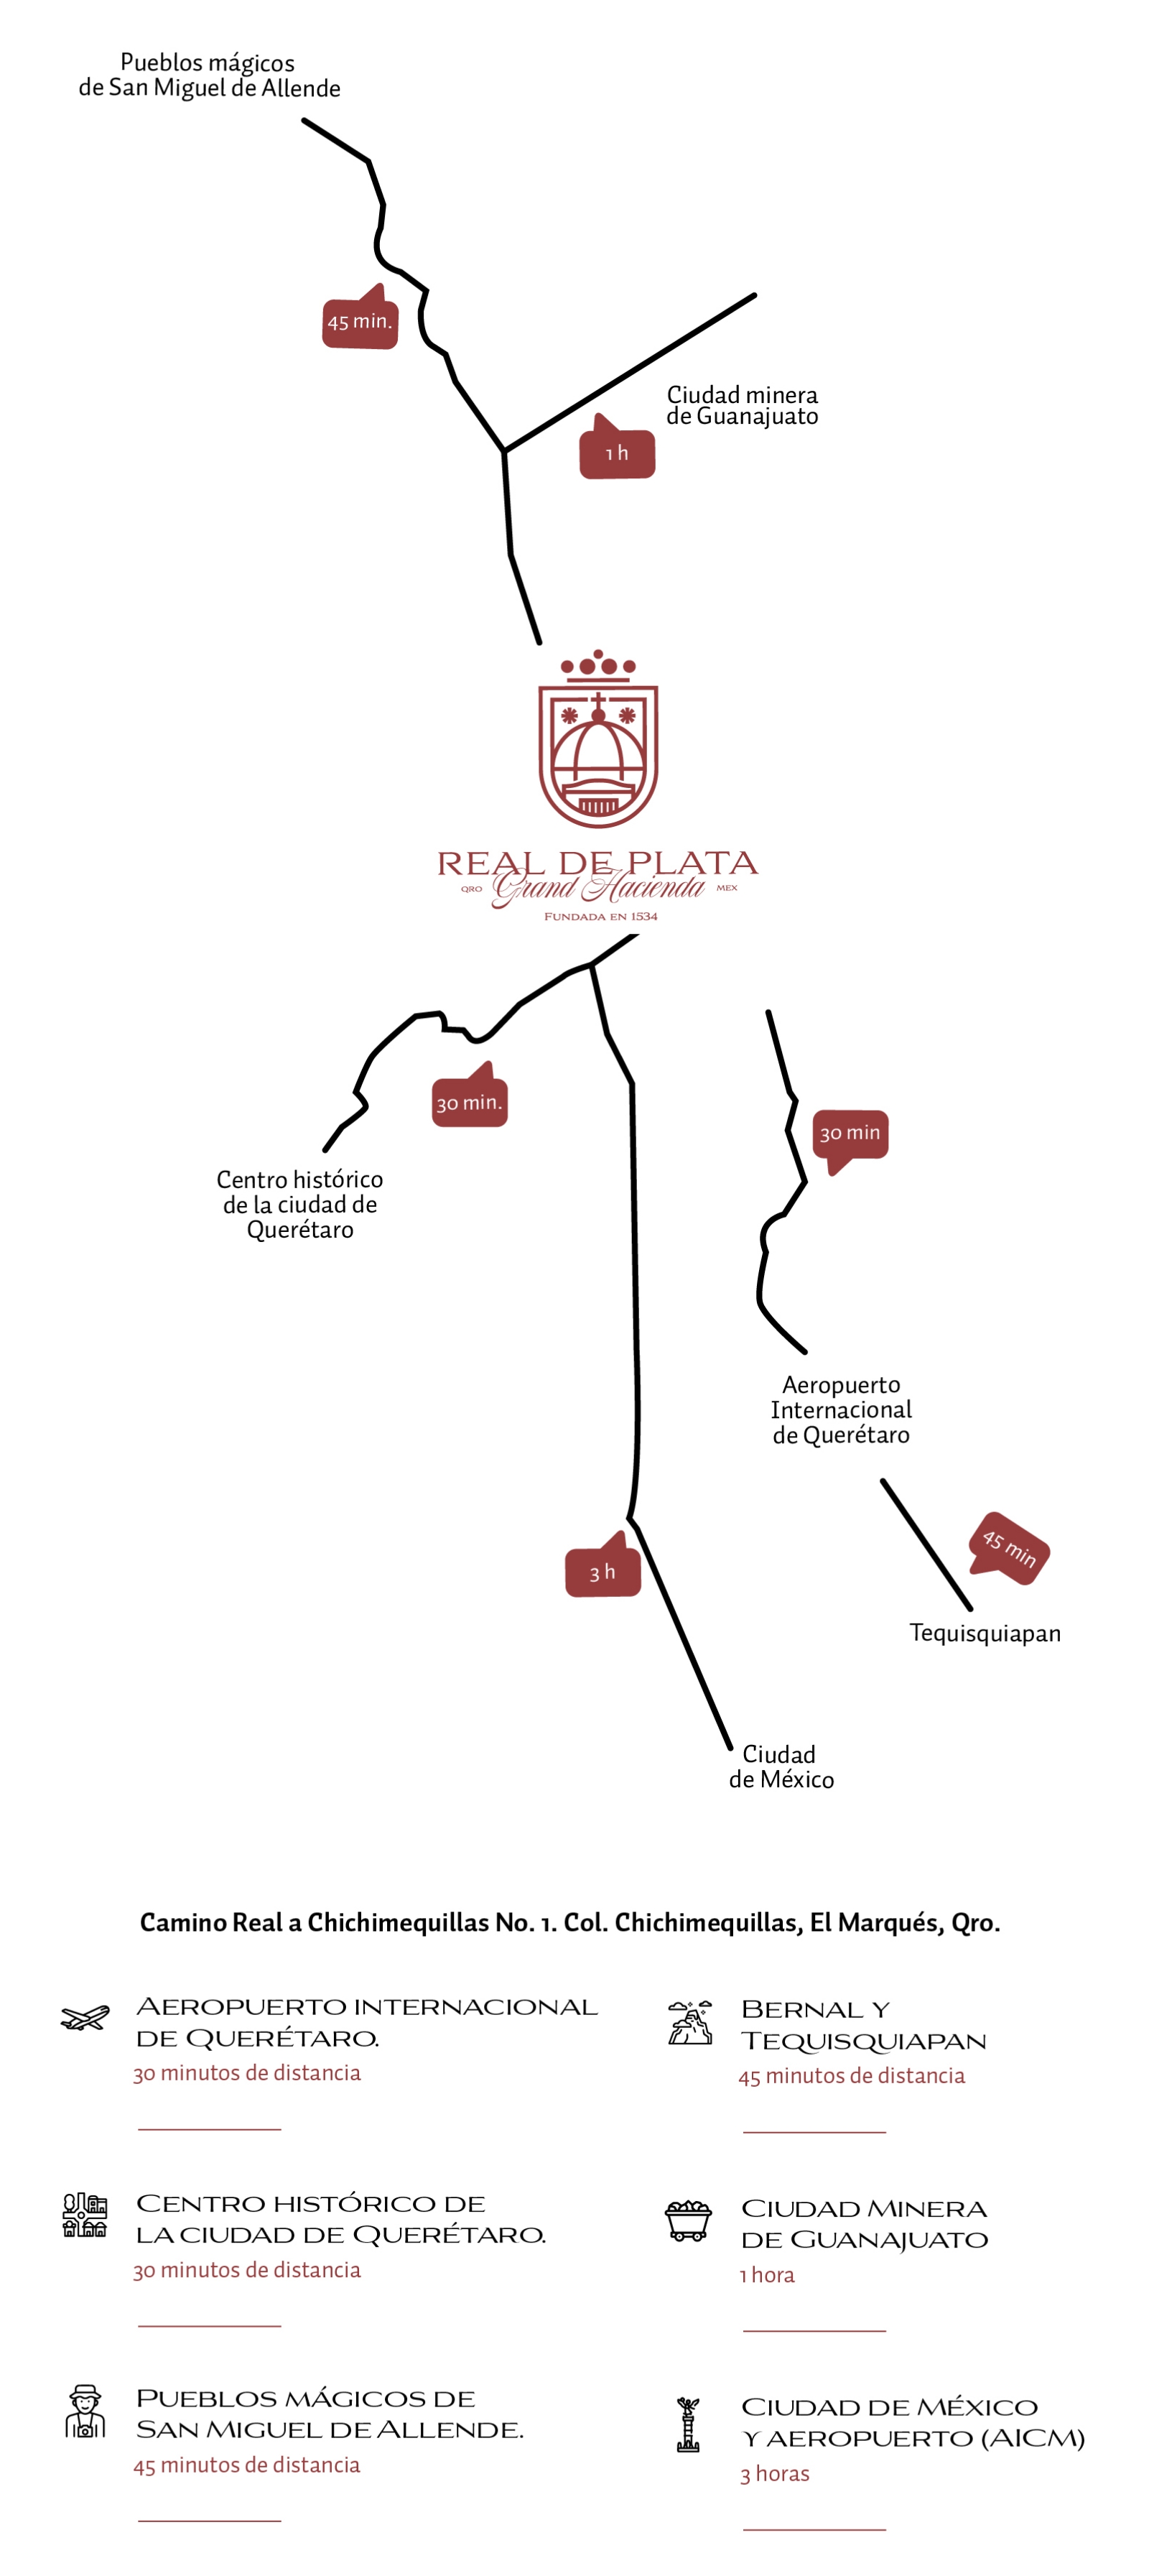 Pueblos mágicos
de San Miguel de Allende
45 min.
Ciudad minera
de Guanajuato
1 h
REAL DE PLATA
QRO Grand Hacienda MEX
FUNDADA EN 1534
30 min.
30 min
Centro histórico
de la ciudad de
Querétaro
Aeropuerto
Internacional
de Querétaro
45 min
3 h
Tequisquiapan
Ciudad
de México
Camino Real a Chichimequillas No. 1. Col. Chichimequillas, El Marqués, Qro.
AEROPUERTO INTERNACIONAL
DE QUERÉTARO.
30 minutos de distancia
BERNAL Y
TEQUISQUIAPAN
45 minutos de distancia
CENTRO HISTÓRICO DE
LA CIUDAD DE QUERÉTARO.
30 minutos de distancia
CIUDAD MINERA
DE GUANAJUATO
1 hora
PUEBLOS MÁGICOS DE
SAN MIGUEL DE ALLENDE.
45 minutos de distancia
CIUDAD DE MÉXICO
Y AEROPUERTO (AICM)
3 horas